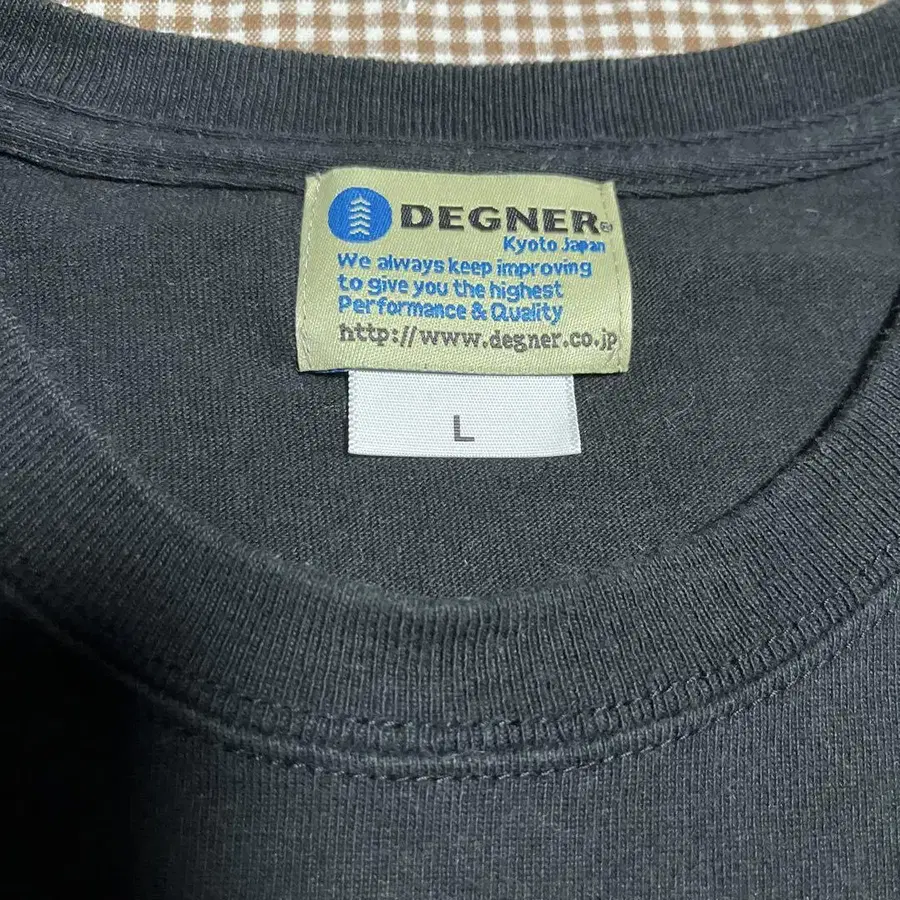 DEGNER®
Kyoto Japan
We always keep improving
to give you the highest
Performance & Quality
http://www.degner.co.jp
L